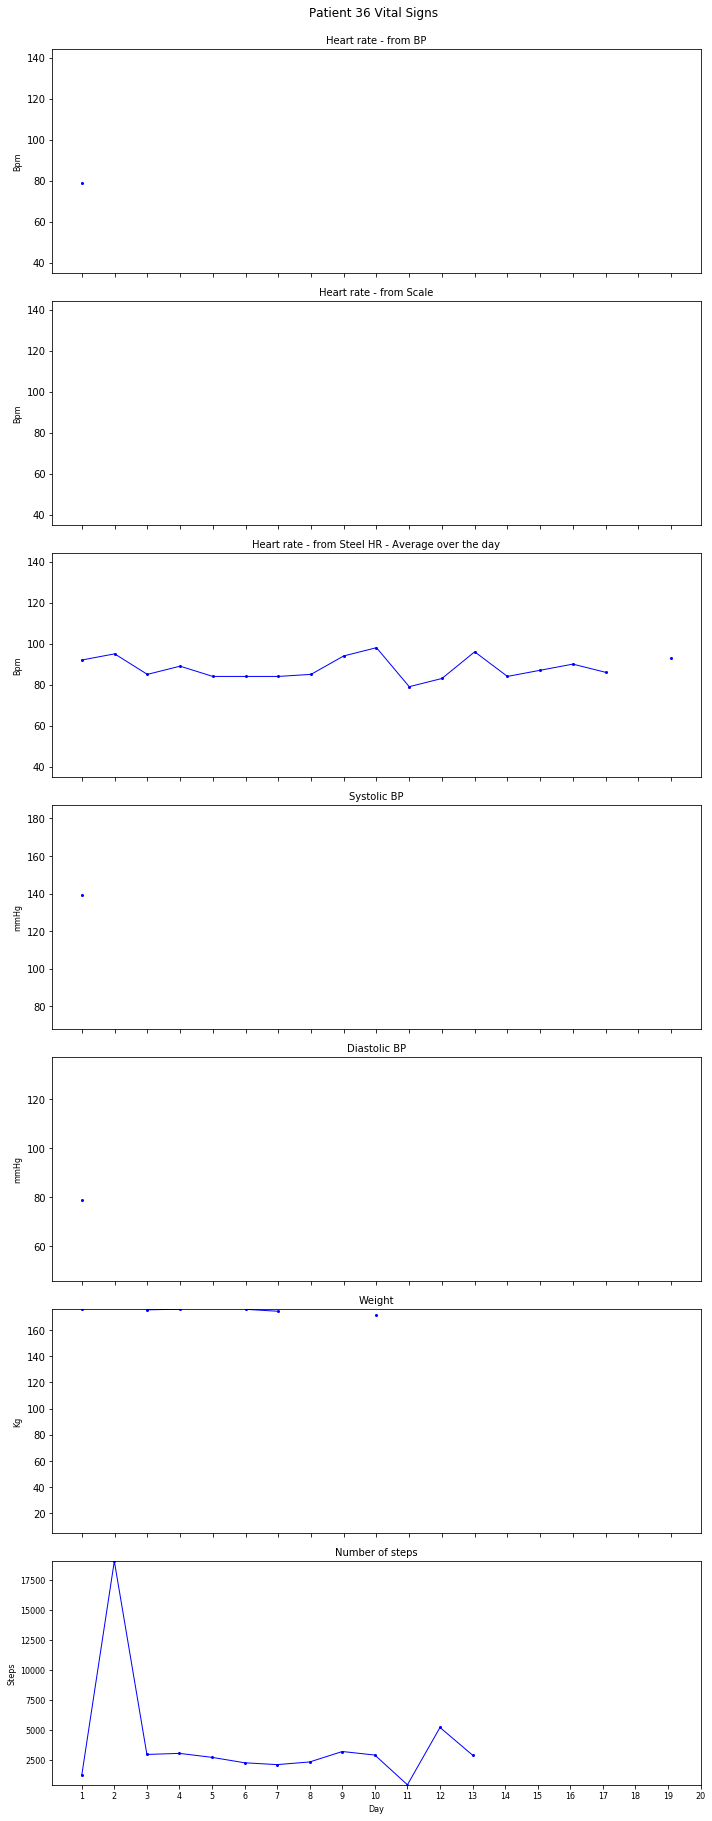 Patient 36 Vital Signs
Heart rate - from BP
140
120
100
80
60
40
Bpm
Heart rate - from Scale
140
120
100
80
60
40
Bpm
Heart rate - from Steel HR - Average over the day
140
120
100
80
60
40
Bpm
Systolic BP
180
160
140
120
100
80
mmHg
Diastolic BP
120
100
80
60
mmHg
Weight
160
140
120
100
80
60
40
20
Kg
Number of steps
17500
15000
12500
10000
7500
5000
2500
Steps
1 2 3 4 5 6 7 8 9 10 11 12 13 14 15 16 17 18 19 20
Day